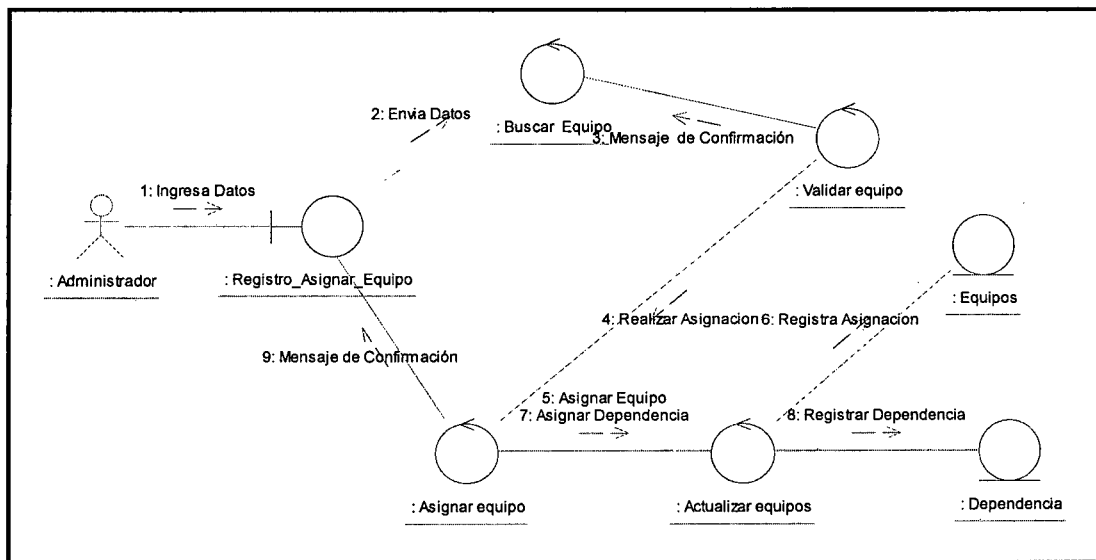 2: Envia Datos
: Buscar Equipo
3: Mensaje de Confirmación
: Validar equipo
1: Ingresa Datos
: Administrador
: Registro_Asignar_Equipo
: Equipos
4: Realizar Asignacion
6: Registra Asignacion
9: Mensaje de Confirmación
5: Asignar Equipo
7: Asignar Dependencia
8: Registrar Dependencia
: Asignar equipo
: Actualizar equipos
: Dependencia